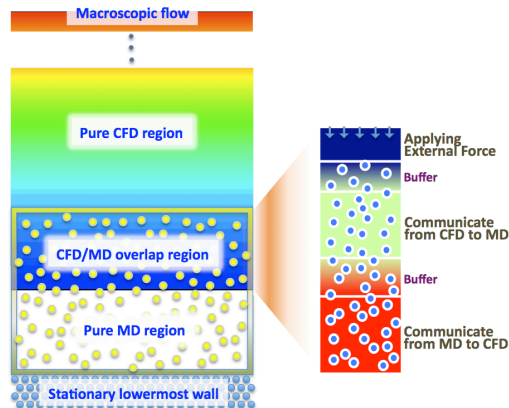 Macroscopic flow
Pure CFD region
CFD/MD overlap region
Pure MD region
Stationary lowermost wall
Applying
External Force
Buffer
Communicate
from CFD to MD
Buffer
Communicate
from MD to CFD